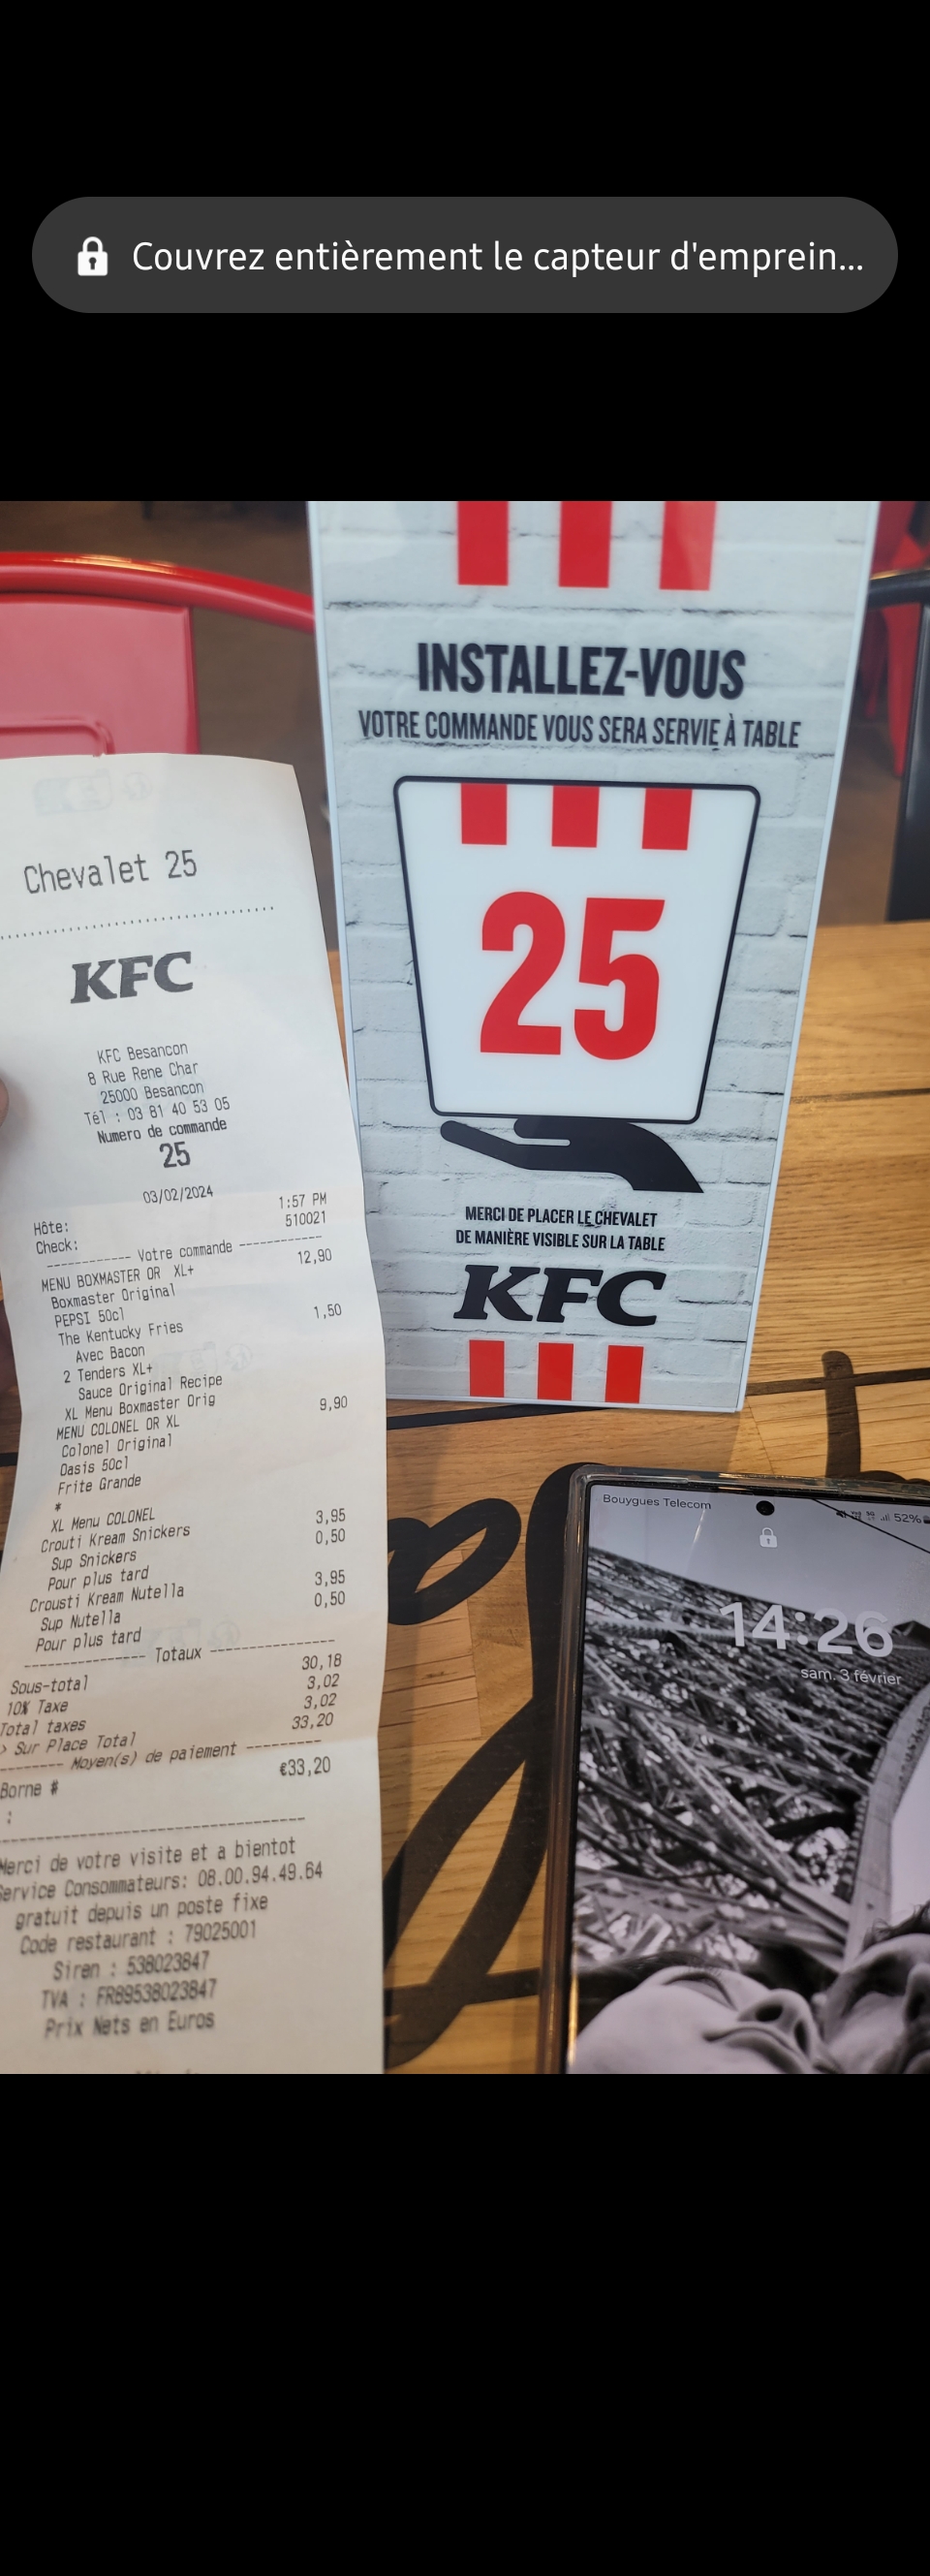 Couvrez entièrement le capteur d'emprein...
INSTALLEZ-VOUS
VOTRE COMMANDE VOUS SERA SERVIE À TABLE
25
MERCI DE PLACER LE CHEVALET
DE MANIÈRE VISIBLE SUR LA TABLE
KFC
Chevalet 25
KFC
KFC Besancon
8 Rue Rene Char
25000 Besancon
Tél : 03 81 40 53 05
Numero de commande
25
03/02/2024
Hôte: 1:57 PM
Check: 510021
------------ Votre commande ------------
MENU BOXMASTER OR XL+ 12,90
Boxmaster Original
PEPSI 50cl
The Kentucky Fries 1,50
Avec Bacon
2 Tenders XL+
Sauce Original Recipe
XL Menu Boxmaster Orig
MENU COLONEL OR XL 9,90
Colonel Original
Oasis 50cl
Frite Grande
*
XL Menu COLONEL
Crouti Kream Snickers 3,95
Sup Snickers 0,50
Pour plus tard
Crousti Kream Nutella 3,95
Sup Nutella 0,50
Pour plus tard
---------------- Totaux ----------------
Sous-total 30,18
10% Taxe 3,02
Total taxes 3,02
> Sur Place Total 33,20
-------- Moyen(s) de paiement ---------
Borne # €33,20
:
Merci de votre visite et a bientot
Service Consommateurs: 08.00.94.49.64
gratuit depuis un poste fixe
Code restaurant : 79025001
Siren : 538023847
TVA : FR89538023847
Prix Nets en Euros
Bouygues Telecom 52%
14:26
sam. 3 février